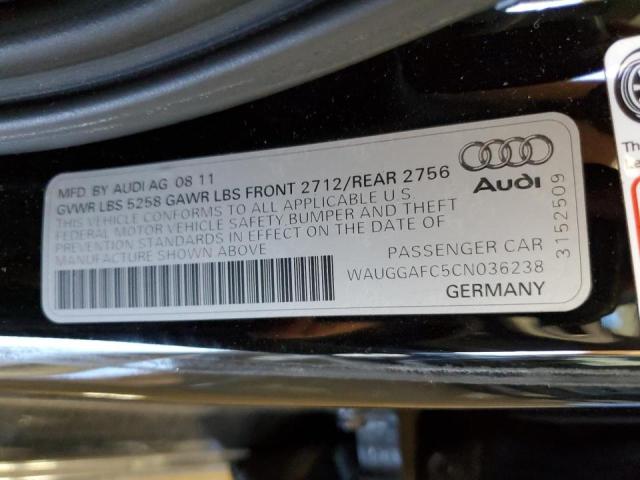 MFD. BY AUDI AG 08 11
GVWR LBS 5258 GAWR LBS FRONT 2712/REAR 2756
THIS VEHICLE CONFORMS TO ALL APPLICABLE U S
FEDERAL MOTOR VEHICLE SAFETY, BUMPER AND THEFT
PREVENTION STANDARDS IN EFFECT ON THE DATE OF
MANUFACTURE SHOWN ABOVE
Audi
PASSENGER CAR
WAUGGAFC5CN036238
GERMANY
3152509